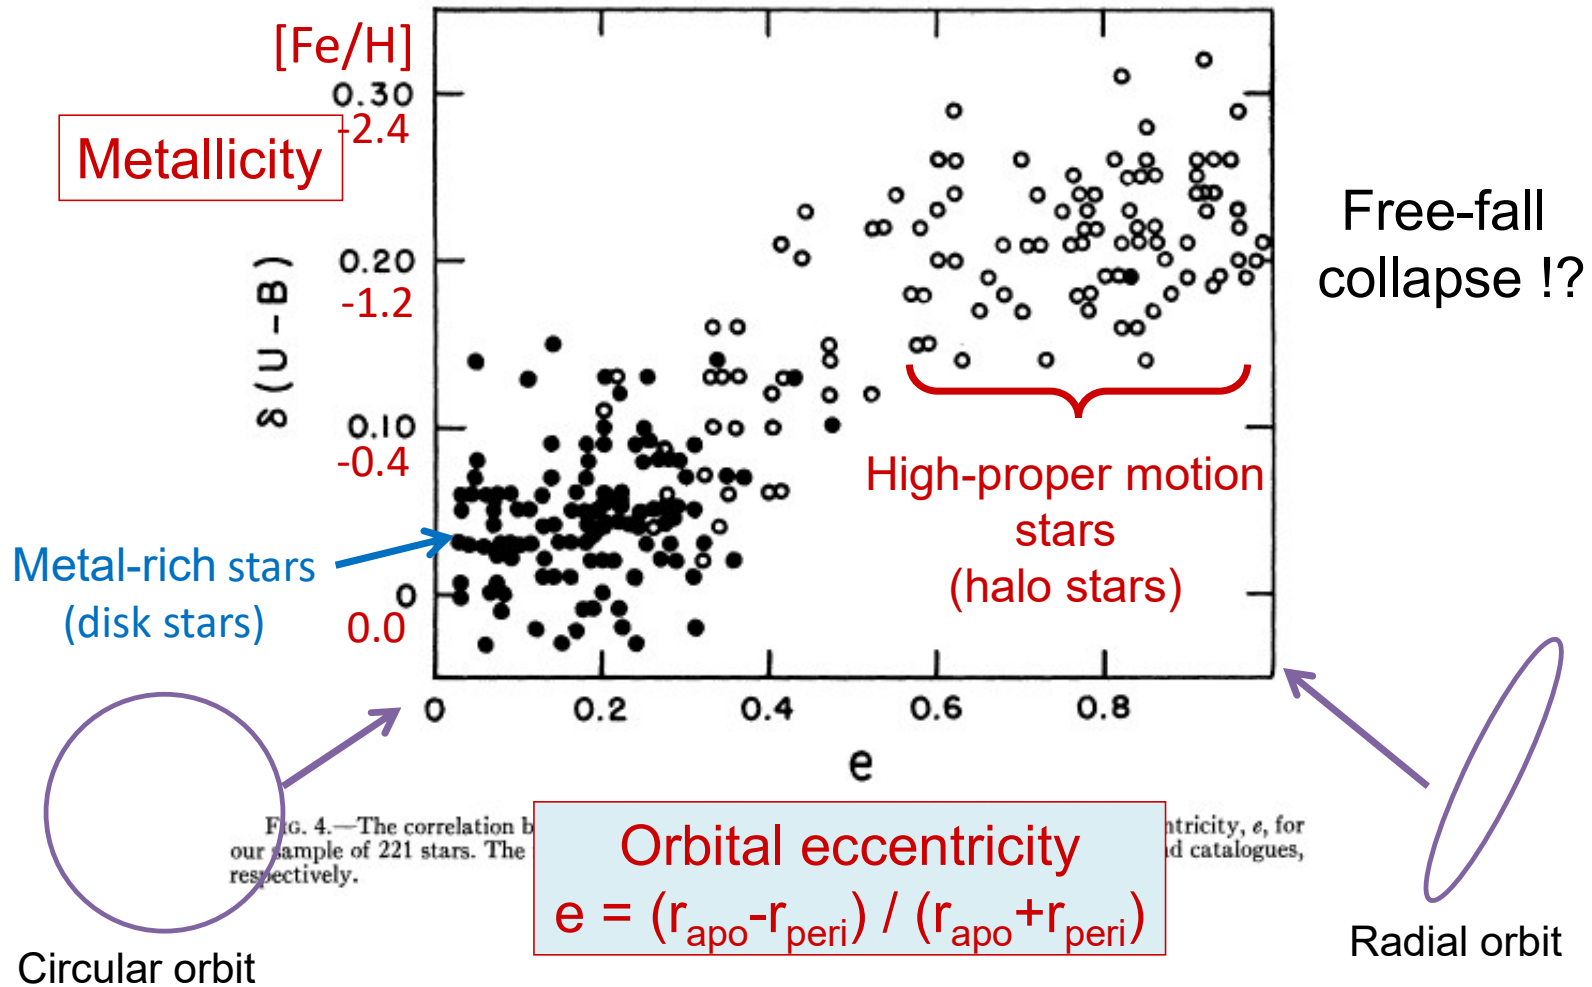 [Fe/H]
0.30
-2.4
Metallicity
Free-fall
collapse !?
0.20
-1.2
δ(U-B)
0.10
-0.4
High-proper motion
stars
(halo stars)
Metal-rich stars
(disk stars)
0
0.0
0 0.2 0.4 0.6 0.8
e
FIG. 4.—The correlation b
ntricity, e, for
our sample of 221 stars. The
d catalogues,
respectively.
Orbital eccentricity
e = (rapo-rperi) / (rapo+rperi)
Circular orbit
Radial orbit